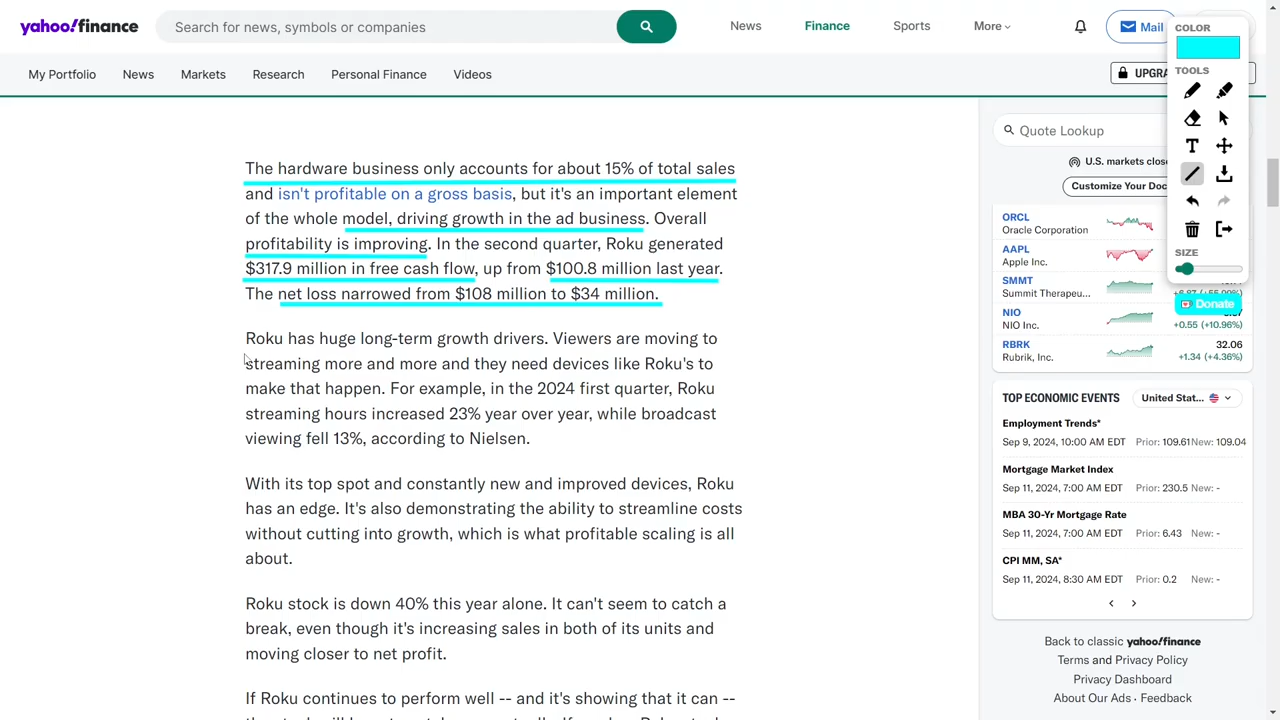 yahoo!finance
Search for news, symbols or companies
News
Finance
Sports
More
Mail
My Portfolio
News
Markets
Research
Personal Finance
Videos
UPGRA
COLOR
TOOLS
SIZE
Donate
The hardware business only accounts for about 15% of total sales
and isn't profitable on a gross basis, but it's an important element
of the whole model, driving growth in the ad business. Overall
profitability is improving. In the second quarter, Roku generated
$317.9 million in free cash flow, up from $100.8 million last year.
The net loss narrowed from $108 million to $34 million.
Roku has huge long-term growth drivers. Viewers are moving to
streaming more and more and they need devices like Roku's to
make that happen. For example, in the 2024 first quarter, Roku
streaming hours increased 23% year over year, while broadcast
viewing fell 13%, according to Nielsen.
With its top spot and constantly new and improved devices, Roku
has an edge. It's also demonstrating the ability to streamline costs
without cutting into growth, which is what profitable scaling is all
about.
Roku stock is down 40% this year alone. It can't seem to catch a
break, even though it's increasing sales in both of its units and
moving closer to net profit.
If Roku continues to perform well -- and it's showing that it can --
Quote Lookup
U.S. markets close
Customize Your Doc
ORCL
Oracle Corporation
AAPL
Apple Inc.
SMMT
Summit Therapeu...
NIO
NIO Inc.
+0.55 (+10.96%)
RBRK 32.06
Rubrik, Inc. +1.34 (+4.36%)
TOP ECONOMIC EVENTS United Stat...
Employment Trends*
Sep 9, 2024, 10:00 AM EDT Prior: 109.61 New: 109.04
Mortgage Market Index
Sep 11, 2024, 7:00 AM EDT Prior: 230.5 New: -
MBA 30-Yr Mortgage Rate
Sep 11, 2024, 7:00 AM EDT Prior: 6.43 New: -
CPI MM, SA*
Sep 11, 2024, 8:30 AM EDT Prior: 0.2 New: -
Back to classic yahoo!finance
Terms and Privacy Policy
Privacy Dashboard
About Our Ads · Feedback